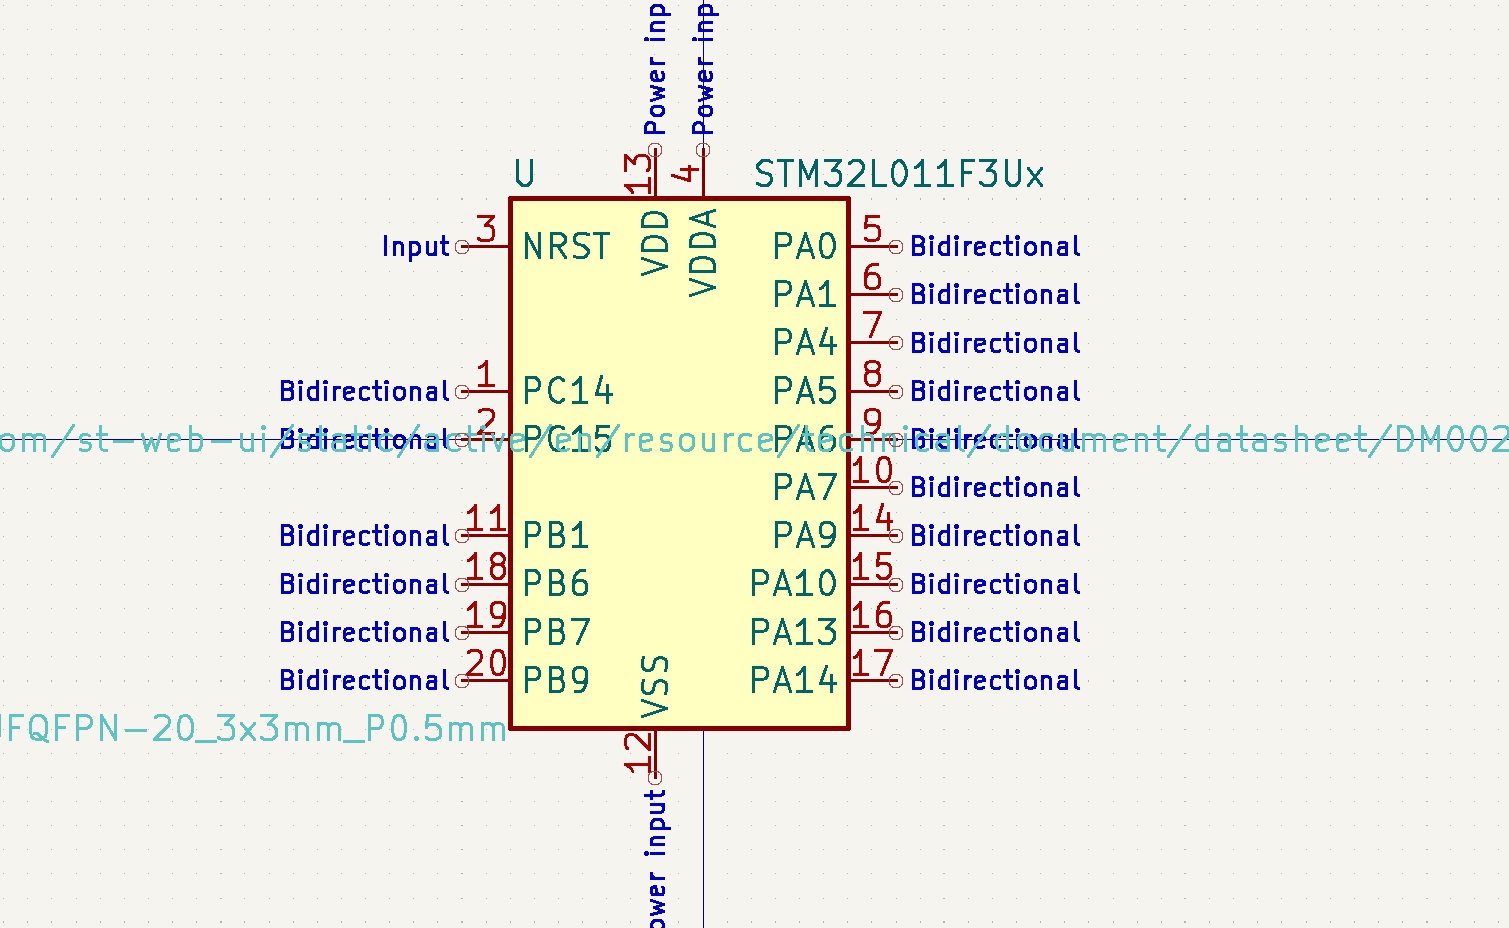 Power inp
Power inp
13
4
U
STM32L011F3Ux
VDD
VDDA
Input 3 NRST
PA0 5 Bidirectional
PA1 6 Bidirectional
PA4 7 Bidirectional
Bidirectional 1 PC14
PA5 8 Bidirectional
Bidirectional 2 PC15
PA6 9 Bidirectional
om/st-web-ui/static/active/en/resource/technical/document/datasheet/DM002
PA7 10 Bidirectional
Bidirectional 11 PB1
PA9 14 Bidirectional
Bidirectional 18 PB6
PA10 15 Bidirectional
Bidirectional 19 PB7
PA13 16 Bidirectional
Bidirectional 20 PB9
PA14 17 Bidirectional
VSS
FQFPN-20_3x3mm_P0.5mm
12
ower input